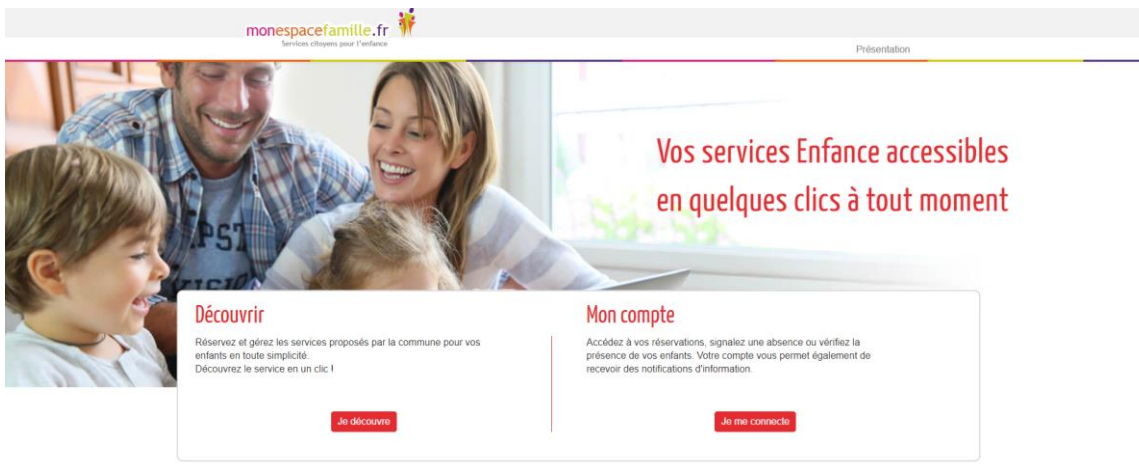 monespacefamille.fr
Services citoyens pour l'enfance
Présentation
Vos services Enfance accessibles
en quelques clics à tout moment
Découvrir
Réservez et gérez les services proposés par la commune pour vos
enfants en toute simplicité.
Découvrez le service en un clic !
Je découvre
Mon compte
Accédez à vos réservations, signalez une absence ou vérifiez la
présence de vos enfants. Votre compte vous permet également de
recevoir des notifications d'information.
Je me connecte